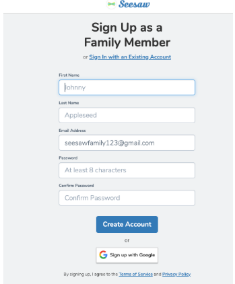 Seesaw
Sign Up as a
Family Member
or Sign In with an Existing Account
First Name
Johnny
Last Name
Appleseed
Email Address
seesawfamily123@gmail.com
Password
At least 8 characters
Confirm Password
Confirm Password
Create Account
or
Sign up with Google
By signing up, I agree to the Terms of Service and Privacy Policy